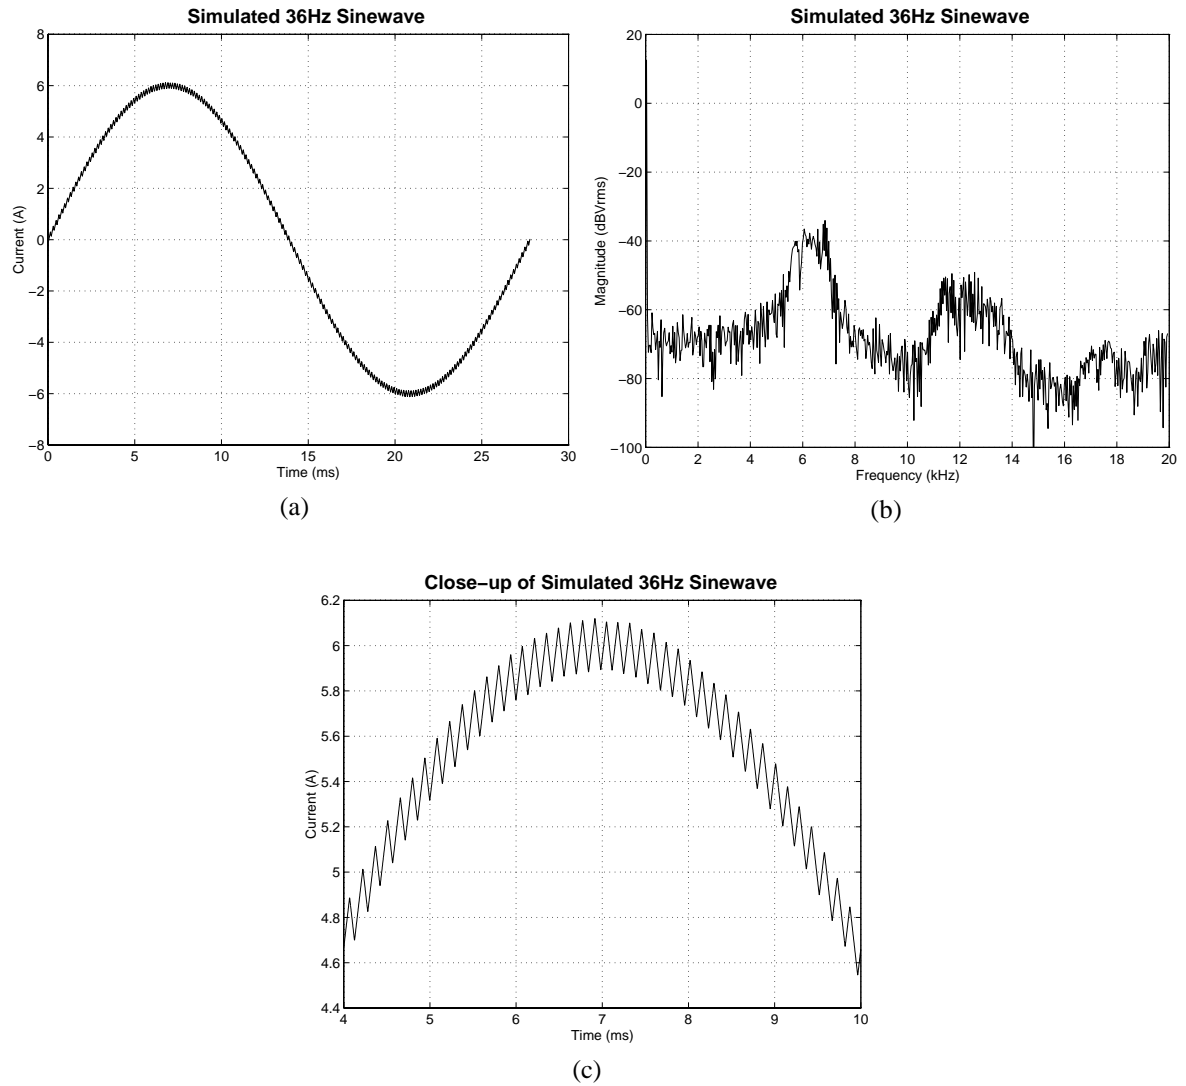 Simulated 36Hz Sinewave
8
6
4
2
0
−2
−4
−6
−8
Current (A)
0 5 10 15 20 25 30
Time (ms)
(a)
Simulated 36Hz Sinewave
20
0
−20
−40
−60
−80
−100
Magnitude (dBVrms)
0 2 4 6 8 10 12 14 16 18 20
Frequency (kHz)
(b)
Close−up of Simulated 36Hz Sinewave
6.2
6
5.8
5.6
5.4
5.2
5
4.8
4.6
4.4
Current (A)
4 5 6 7 8 9 10
Time (ms)
(c)